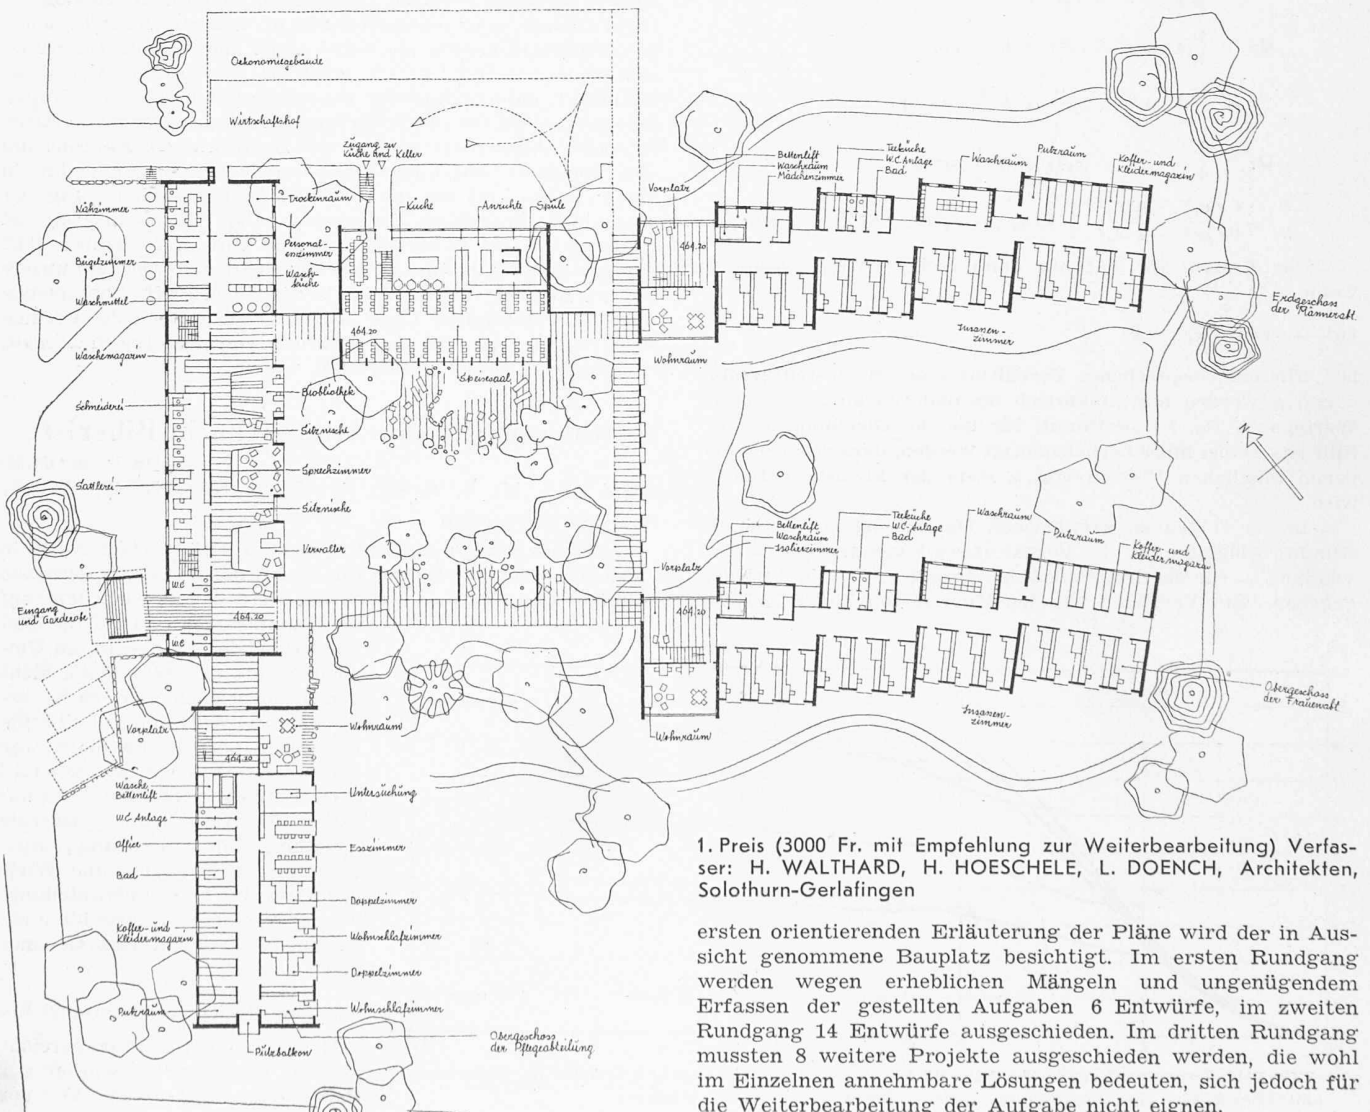 Oekonomiegebäude
Wirtschaftshof
Zugang zu
Küche und Keller
Nähzimmer
Bügelzimmer
Waschmittel
Wäschemagazin
Schneiderei
Sattlerei
Trockenraum
Personal-
enzimmer
Wasch-
küche
Küche
Anrichte
Spüle
464.20
Speisesaal
Biobliothek
Sitznische
Sprechzimmer
Sitznische
Verwalter
W.C.
W.C.
464.20
Eingang
und Garderobe
Vorplatz
464.20
Wohnraum
Bettenlift
Waschraum
Mädchenzimmer
Teeküche
W.C. Anlage
Bad
Waschraum
Putzraum
Koffer- und
Kleidermagazin
Insassen-
zimmer
Erdgeschoss
der Männerabt.
N
Vorplatz
464.20
Wohnraum
Bettenlift
Waschraum
Isolierzimmer
Teeküche
WC-Anlage
Bad
Waschraum
Putzraum
Koffer- und
Kleidermagazin
Insassen-
zimmer
Obergeschoss
der Frauenabt.
Vorplatz
464.20
Wohnraum
Wäsche
Bettenlift
WC Anlage
Office
Bad
Koffer- und
Kleidermagazin
Putzraum
Untersuchung
Esszimmer
Doppelzimmer
Wohnschlafzimmer
Doppelzimmer
Wohnschlafzimmer
Putzbalkon
Obergeschoss
der Pflegeabteilung
1. Preis (3000 Fr. mit Empfehlung zur Weiterbearbeitung) Verfas-
ser: H. WALTHARD, H. HOESCHELE, L. DOENCH, Architekten,
Solothurn-Gerlafingen
ersten orientierenden Erläuterung der Pläne wird der in Aus-
sicht genommene Bauplatz besichtigt. Im ersten Rundgang
werden wegen erheblichen Mängeln und ungenügendem
Erfassen der gestellten Aufgaben 6 Entwürfe, im zweiten
Rundgang 14 Entwürfe ausgeschieden. Im dritten Rundgang
mussten 8 weitere Projekte ausgeschieden werden, die wohl
im Einzelnen annehmbare Lösungen bedeuten, sich jedoch für
die Weiterbearbeitung der Aufgabe nicht eignen.